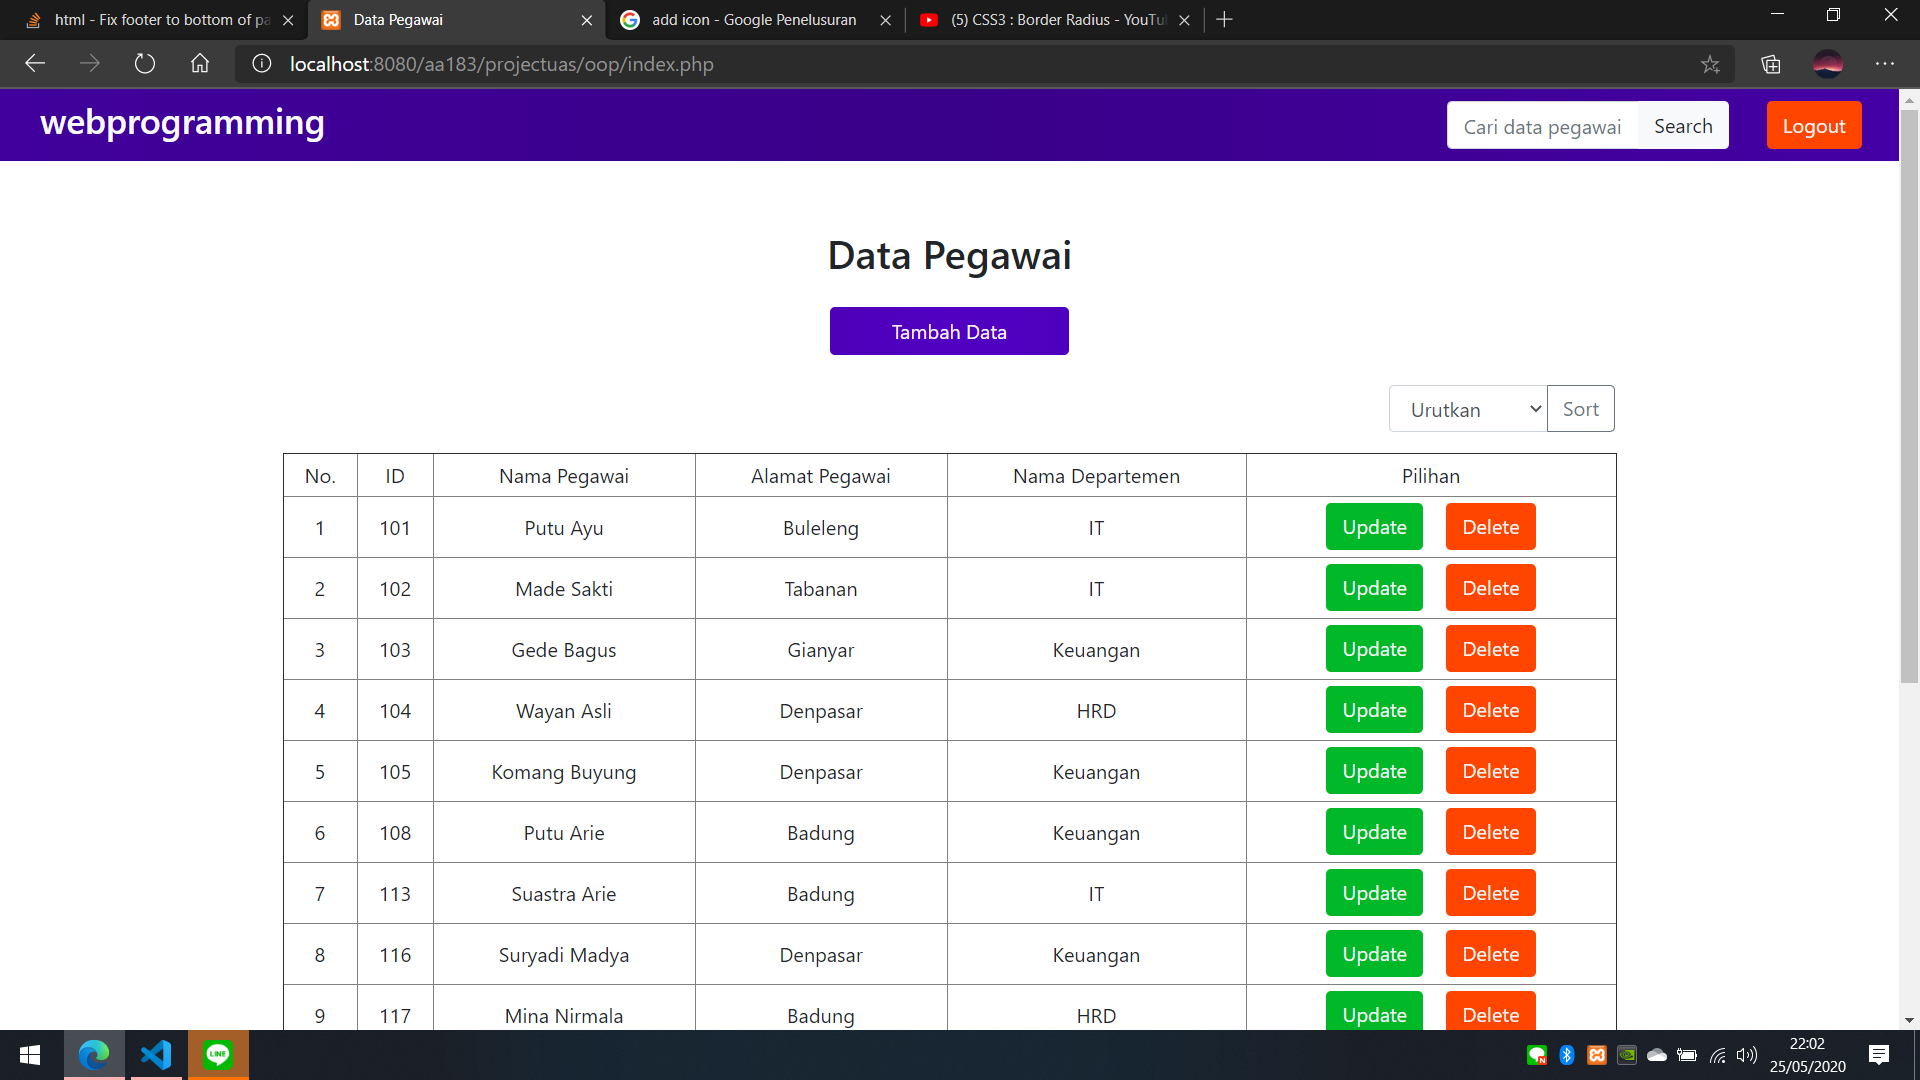 html - Fix footer to bottom of pa
Data Pegawai
add icon - Google Penelusuran
(5) CSS3 : Border Radius - YouTu
localhost:8080/aa183/projectuas/oop/index.php
webprogramming
Cari data pegawai
Search
Logout
Data Pegawai
Tambah Data
Urutkan
Sort
No. ID Nama Pegawai Alamat Pegawai Nama Departemen Pilihan
1 101 Putu Ayu Buleleng IT Update Delete
2 102 Made Sakti Tabanan IT Update Delete
3 103 Gede Bagus Gianyar Keuangan Update Delete
4 104 Wayan Asli Denpasar HRD Update Delete
5 105 Komang Buyung Denpasar Keuangan Update Delete
6 108 Putu Arie Badung Keuangan Update Delete
7 113 Suastra Arie Badung IT Update Delete
8 116 Suryadi Madya Denpasar Keuangan Update Delete
9 117 Mina Nirmala Badung HRD Update Delete
LINE
22:02
25/05/2020